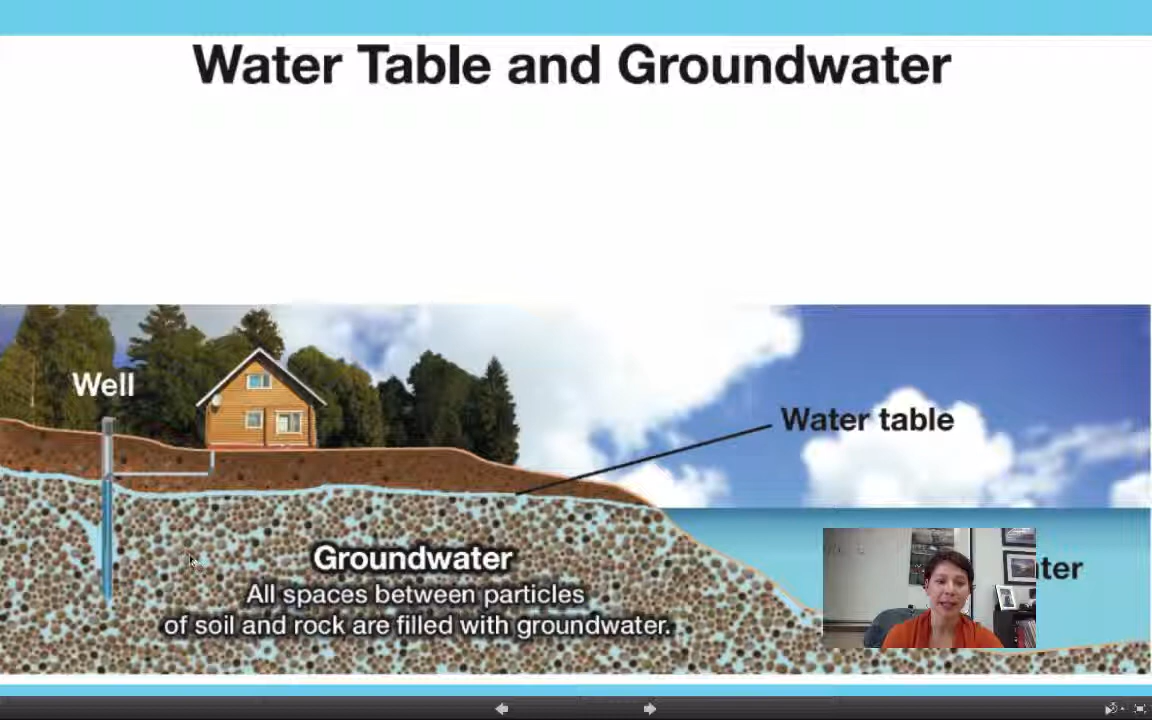 Water Table and Groundwater
Well
Water table
Groundwater
All spaces between particles
of soil and rock are filled with groundwater.